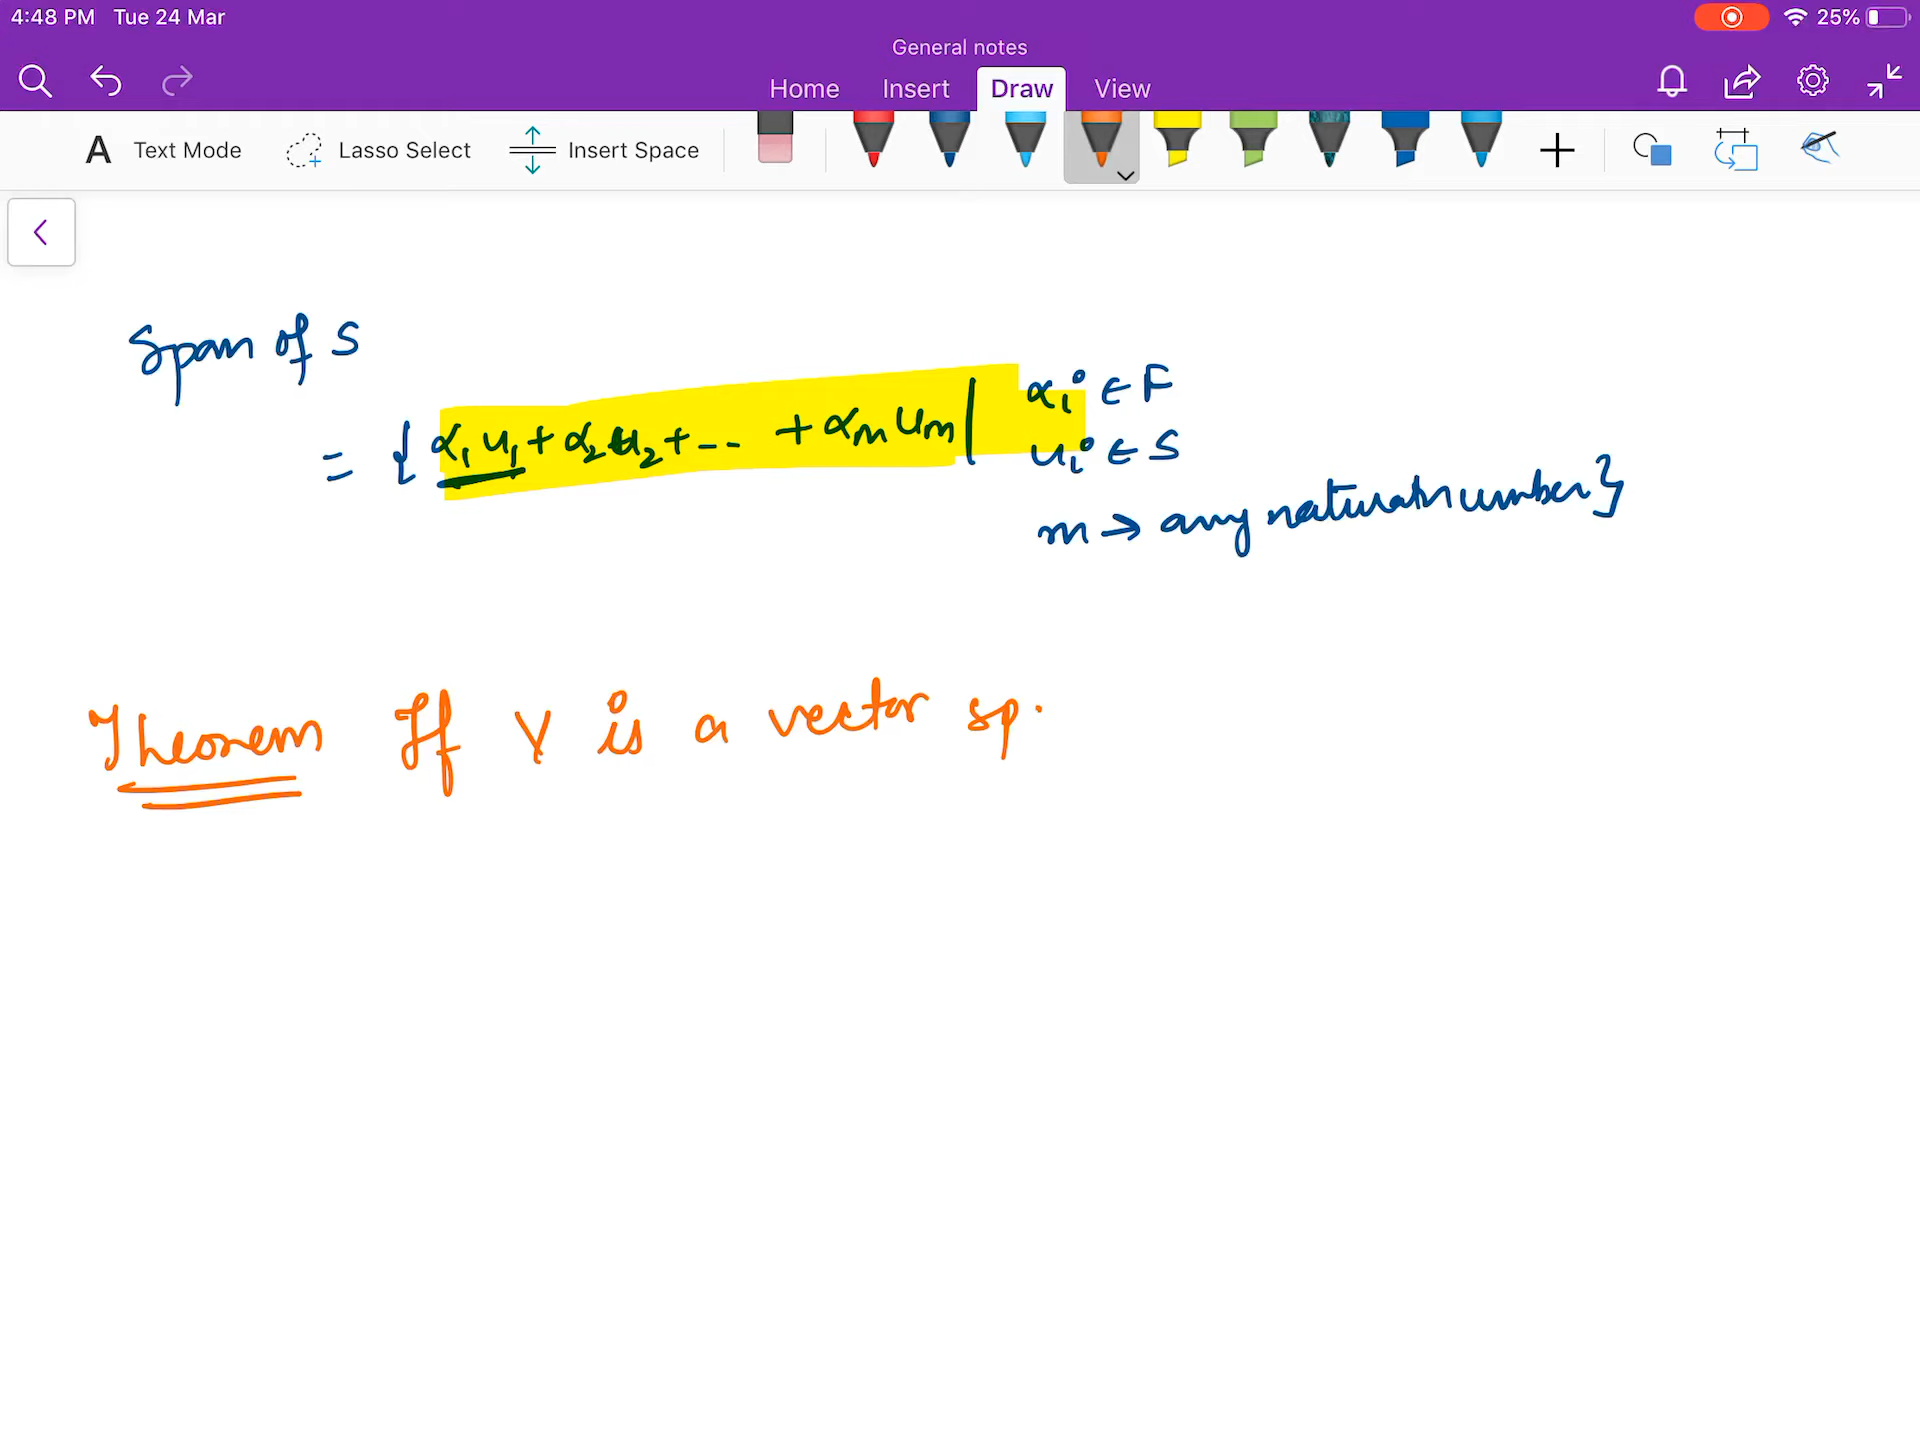 4:48 PM Tue 24 Mar
25%
General notes
Home Insert Draw View
A Text Mode Lasso Select Insert Space
Span of S
= { α₁u₁ + α₂u₂ + -- + αₘuₘ | αᵢ ∈ F
uᵢ ∈ S
m → any natural number }
Theorem If V is a vector sp.